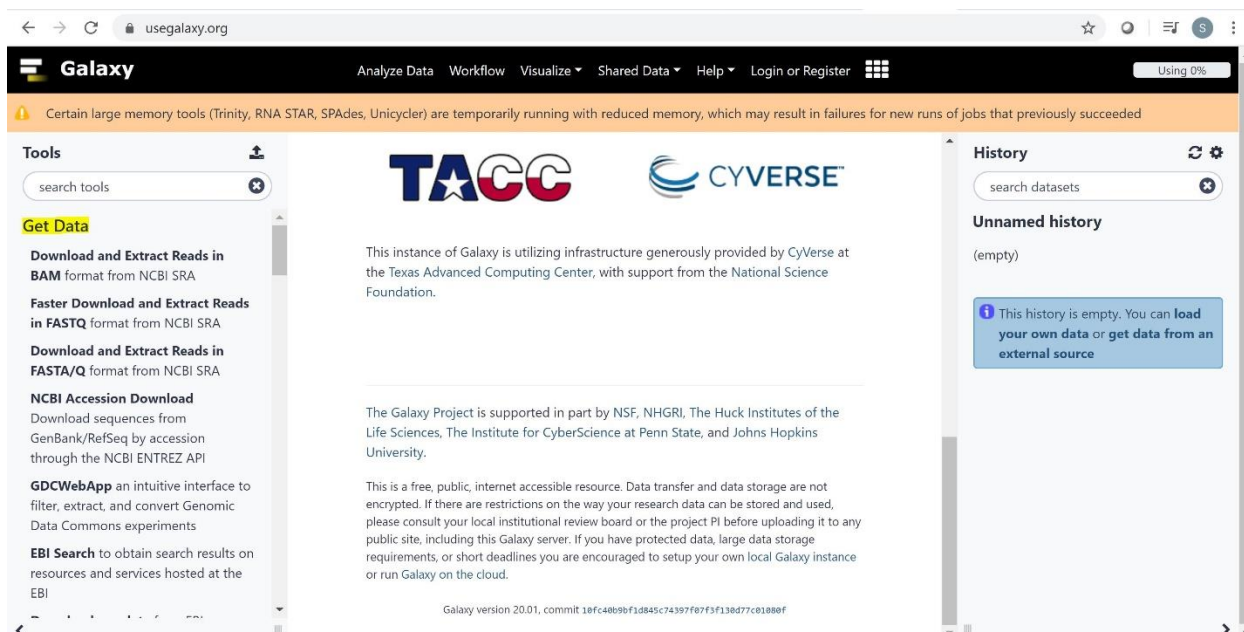 usegalaxy.org
S
Galaxy
Analyze Data Workflow Visualize Shared Data Help Login or Register
Using 0%
Certain large memory tools (Trinity, RNA STAR, SPAdes, Unicycler) are temporarily running with reduced memory, which may result in failures for new runs of jobs that previously succeeded
Tools
search tools
Get Data
Download and Extract Reads in
BAM format from NCBI SRA
Faster Download and Extract Reads
in FASTQ format from NCBI SRA
Download and Extract Reads in
FASTA/Q format from NCBI SRA
NCBI Accession Download
Download sequences from
GenBank/RefSeq by accession
through the NCBI ENTREZ API
GDCWebApp an intuitive interface to
filter, extract, and convert Genomic
Data Commons experiments
EBI Search to obtain search results on
resources and services hosted at the
EBI
TACC
CYVERSE™
This instance of Galaxy is utilizing infrastructure generously provided by CyVerse at
the Texas Advanced Computing Center, with support from the National Science
Foundation.
The Galaxy Project is supported in part by NSF, NHGRI, The Huck Institutes of the
Life Sciences, The Institute for CyberScience at Penn State, and Johns Hopkins
University.
This is a free, public, internet accessible resource. Data transfer and data storage are not
encrypted. If there are restrictions on the way your research data can be stored and used,
please consult your local institutional review board or the project PI before uploading it to any
public site, including this Galaxy server. If you have protected data, large data storage
requirements, or short deadlines you are encouraged to setup your own local Galaxy instance
or run Galaxy on the cloud.
Galaxy version 20.01, commit
History
search datasets
Unnamed history
(empty)
This history is empty. You can load
your own data or get data from an
external source